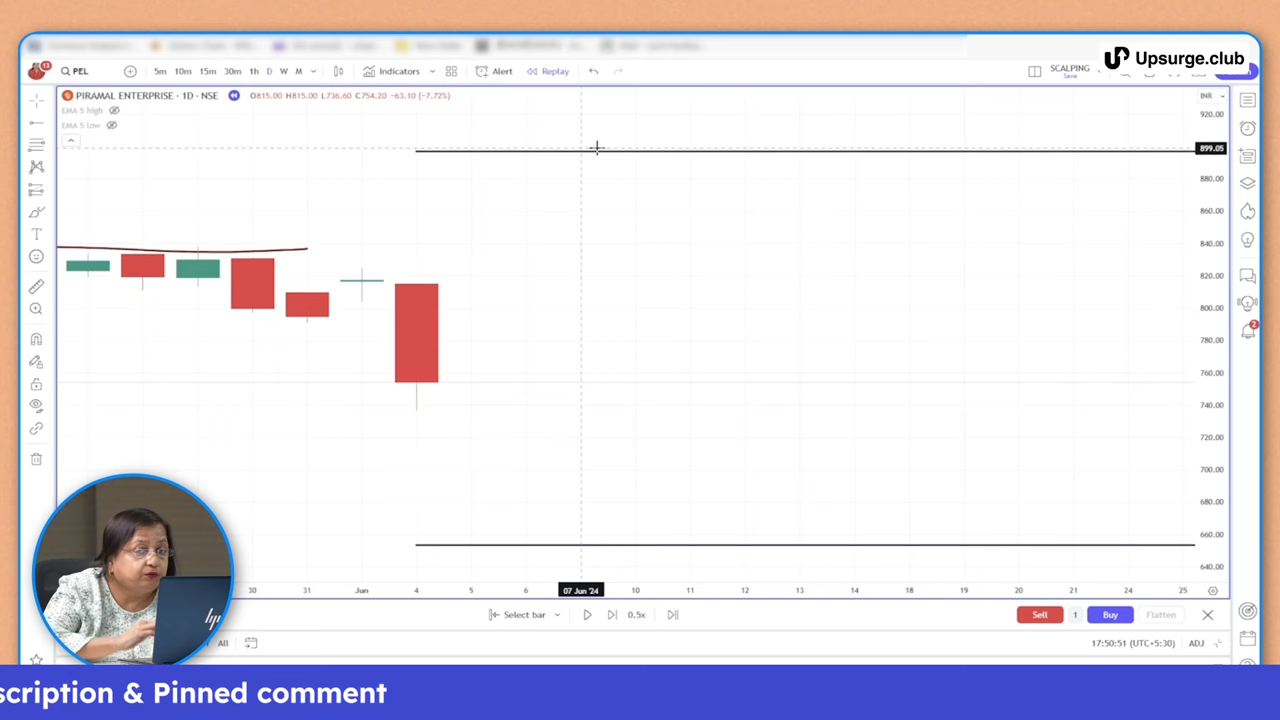 Upsurge.club
13
PEL
5m 10m 15m 30m 1h D W M
Indicators
Alert
Replay
SCALPING
Save
PIRAMAL ENTERPRISE · 1D · NSE
O815.00 H815.00 L736.60 C754.20 −63.10 (−7.72%)
INR
EMA 5 high
EMA 5 low
920.00
899.05
880.00
860.00
840.00
820.00
800.00
780.00
760.00
740.00
720.00
700.00
680.00
660.00
640.00
2
30 31 Jun 4 5 6 07 Jun '24 10 11 12 13 14 17 18 19 20 21 24 25
Select bar
0.5x
Sell
1
Buy
Flatten
All
17:50:51 (UTC+5:30)
ADJ
hp
scription & Pinned comment